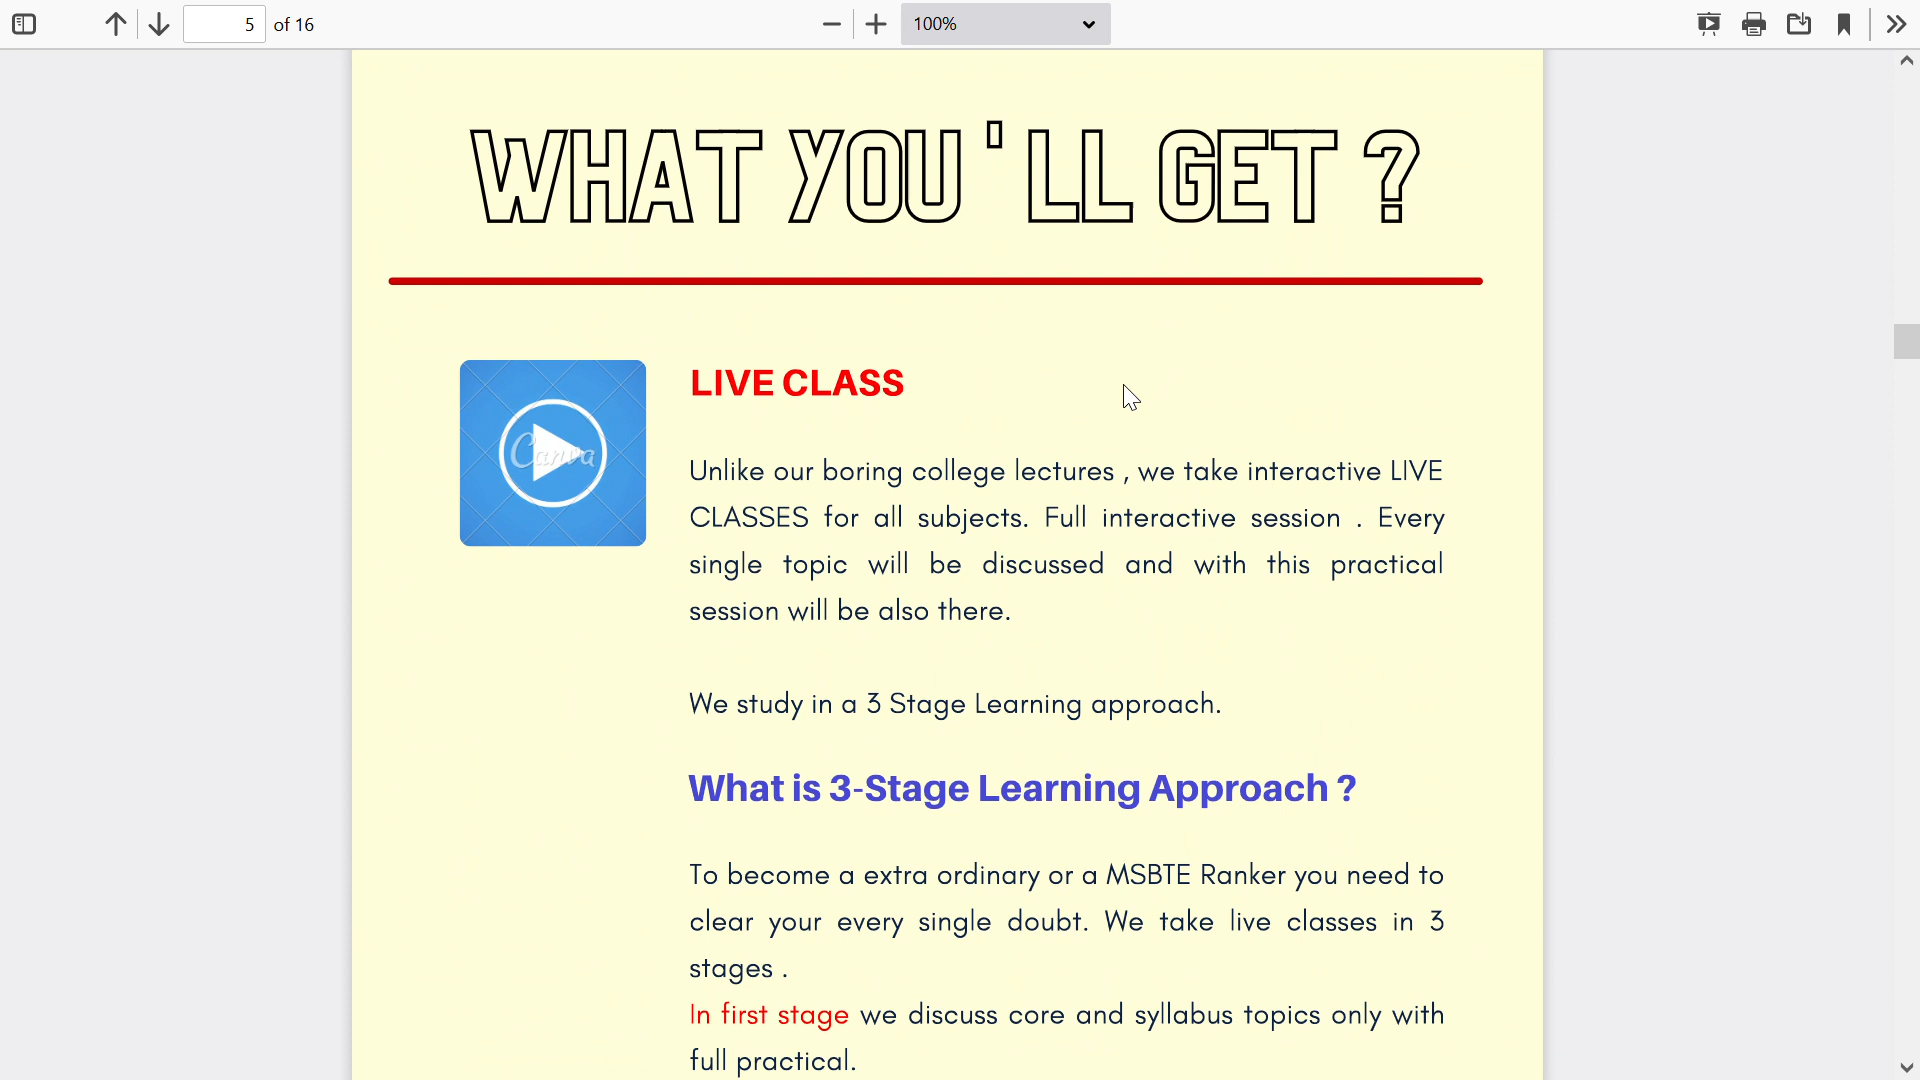 5 of 16
100%
WHAT YOU'LL GET ?
Canva
LIVE CLASS
Unlike our boring college lectures , we take interactive LIVE
CLASSES for all subjects. Full interactive session . Every
single topic will be discussed and with this practical
session will be also there.
We study in a 3 Stage Learning approach.
What is 3-Stage Learning Approach ?
To become a extra ordinary or a MSBTE Ranker you need to
clear your every single doubt. We take live classes in 3
stages .
In first stage we discuss core and syllabus topics only with
full practical.